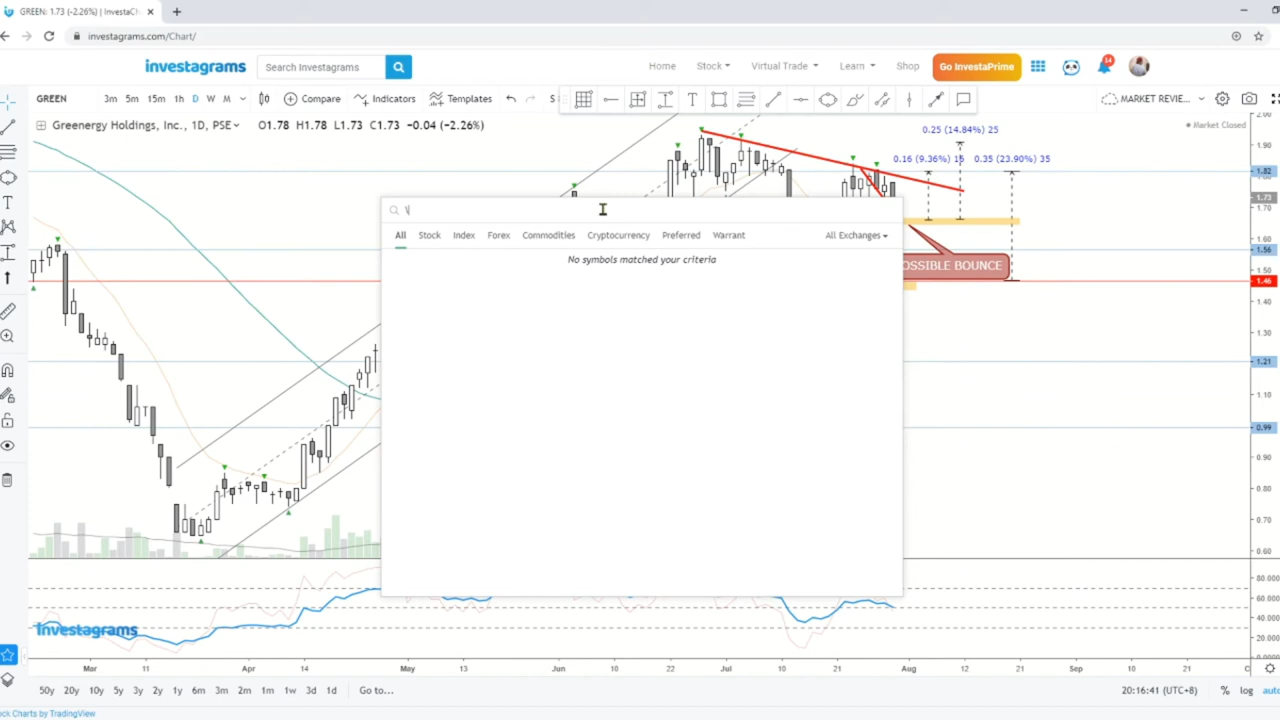 GREEN: 1.73 (-2.26%) | InvestaCh
investagrams.com/Chart/
investagrams
Search Investagrams
Home
Stock
Virtual Trade
Learn
Shop
Go InvestaPrime
14
GREEN
3m 5m 15m 1h D W M
Compare
Indicators
Templates
S
MARKET REVIE...
Greenergy Holdings, Inc., 1D, PSE
O1.78 H1.78 L1.73 C1.73 −0.04 (−2.26%)
Market Closed
0.25 (14.84%) 25
0.16 (9.36%) 16 0.35 (23.90%) 35
\
All Stock Index Forex Commodities Cryptocurrency Preferred Warrant All Exchanges
No symbols matched your criteria
OSSIBLE BOUNCE
2.00
1.90
1.82
1.73
1.70
1.60
1.56
1.50
1.46
1.40
1.30
1.21
1.10
0.99
0.90
0.80
0.70
0.60
80.000
60.000
40.000
20.000
0.0000
Investagrams
Mar 11 Apr 14 May 13 Jun 10 22 Jul 10 21 Aug 12 21 Sep 10 21
50y 20y 10y 5y 3y 2y 1y 6m 3m 2m 1m 1w 3d 1d Go to...
20:16:41 (UTC+8) % log auto
ock Charts by TradingView